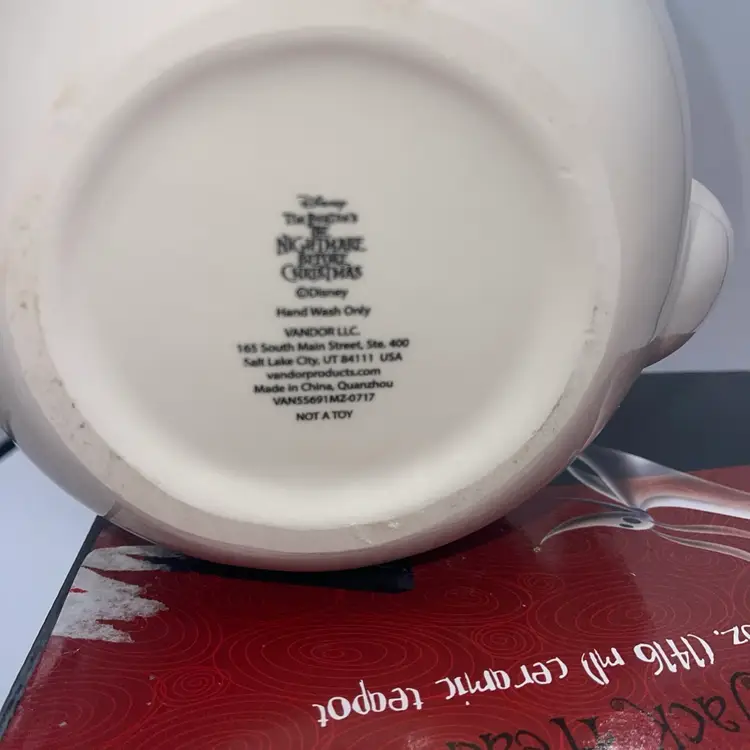 Disney
Tim Burton's
THE
NIGHTMARE
BEFORE
CHRISTMAS
©Disney
Hand Wash Only
VANDOR LLC.
165 South Main Street, Ste. 400
Salt Lake City, UT 84111 USA
vandorproducts.com
Made in China, Quanzhou
VAN55691MZ-0717
NOT A TOY
Jack Head
oz. (1416 ml) ceramic teapot